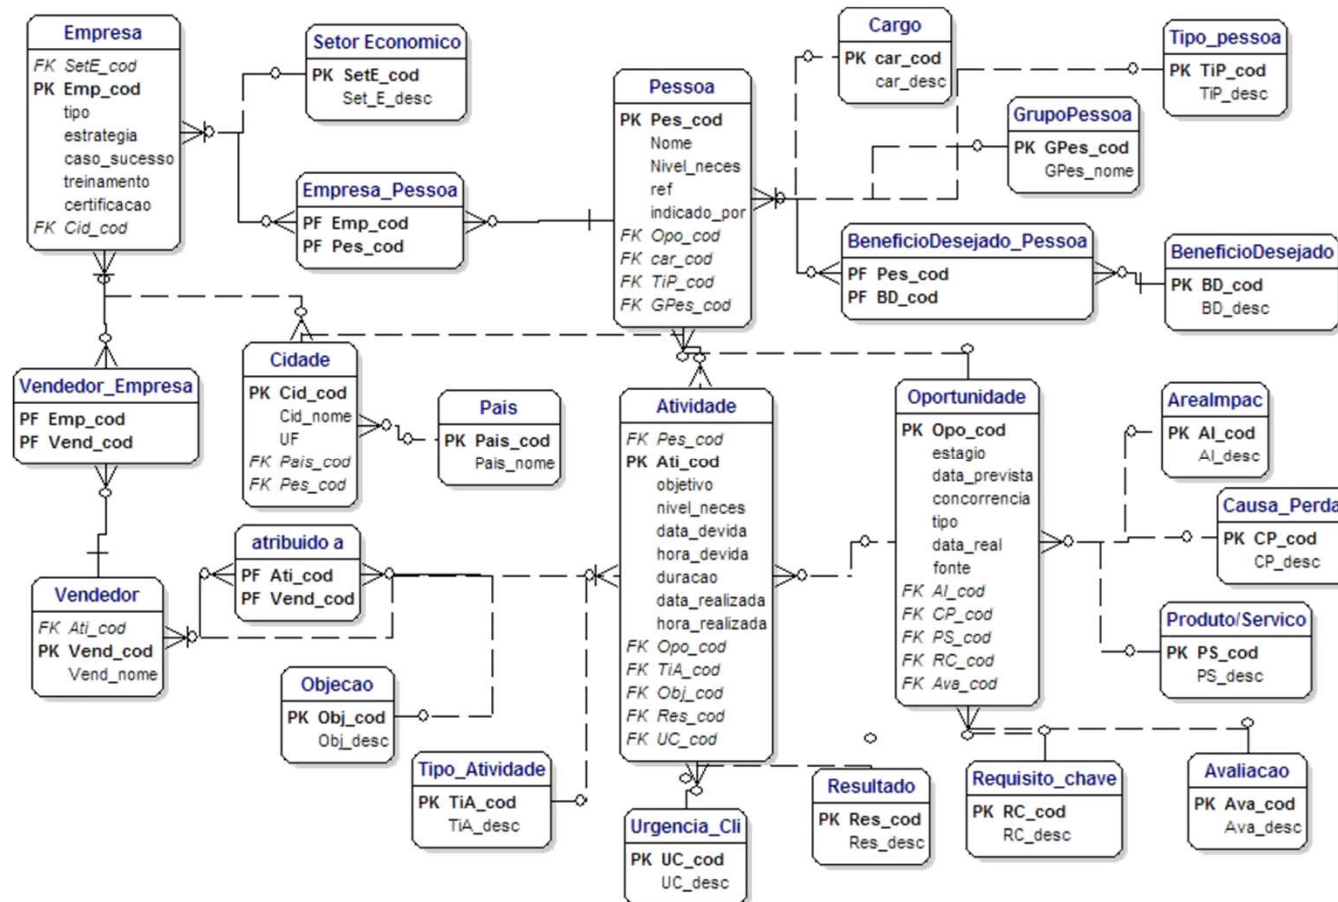 Empresa
FK SetE_cod
PK Emp_cod
tipo
estrategia
caso_sucesso
treinamento
certificacao
FK Cid_cod
Setor Economico
PK SetE_cod
Set_E_desc
Empresa_Pessoa
PF Emp_cod
PF Pes_cod
Pessoa
PK Pes_cod
Nome
Nivel_neces
ref
indicado_por
FK Opo_cod
FK car_cod
FK TiP_cod
FK GPes_cod
Cargo
PK car_cod
car_desc
Tipo_pessoa
PK TiP_cod
TiP_desc
GrupoPessoa
PK GPes_cod
GPes_nome
BeneficioDesejado_Pessoa
PF Pes_cod
PF BD_cod
BeneficioDesejado
PK BD_cod
BD_desc
Vendedor_Empresa
PF Emp_cod
PF Vend_cod
Cidade
PK Cid_cod
Cid_nome
UF
FK Pais_cod
FK Pes_cod
Pais
PK Pais_cod
Pais_nome
Atividade
FK Pes_cod
PK Ati_cod
objetivo
nivel_neces
data_devida
hora_devida
duracao
data_realizada
hora_realizada
FK Opo_cod
FK TiA_cod
FK Obj_cod
FK Res_cod
FK UC_cod
Oportunidade
PK Opo_cod
estagio
data_prevista
concorrencia
tipo
data_real
fonte
FK AI_cod
FK CP_cod
FK PS_cod
FK RC_cod
FK Ava_cod
AreaImpac
PK AI_cod
AI_desc
Causa_Perda
PK CP_cod
CP_desc
Produto/Servico
PK PS_cod
PS_desc
Vendedor
FK Ati_cod
PK Vend_cod
Vend_nome
atribuido a
PF Ati_cod
PF Vend_cod
Objecao
PK Obj_cod
Obj_desc
Tipo_Atividade
PK TiA_cod
TiA_desc
Urgencia_Cli
PK UC_cod
UC_desc
Resultado
PK Res_cod
Res_desc
Requisito_chave
PK RC_cod
RC_desc
Avaliacao
PK Ava_cod
Ava_desc